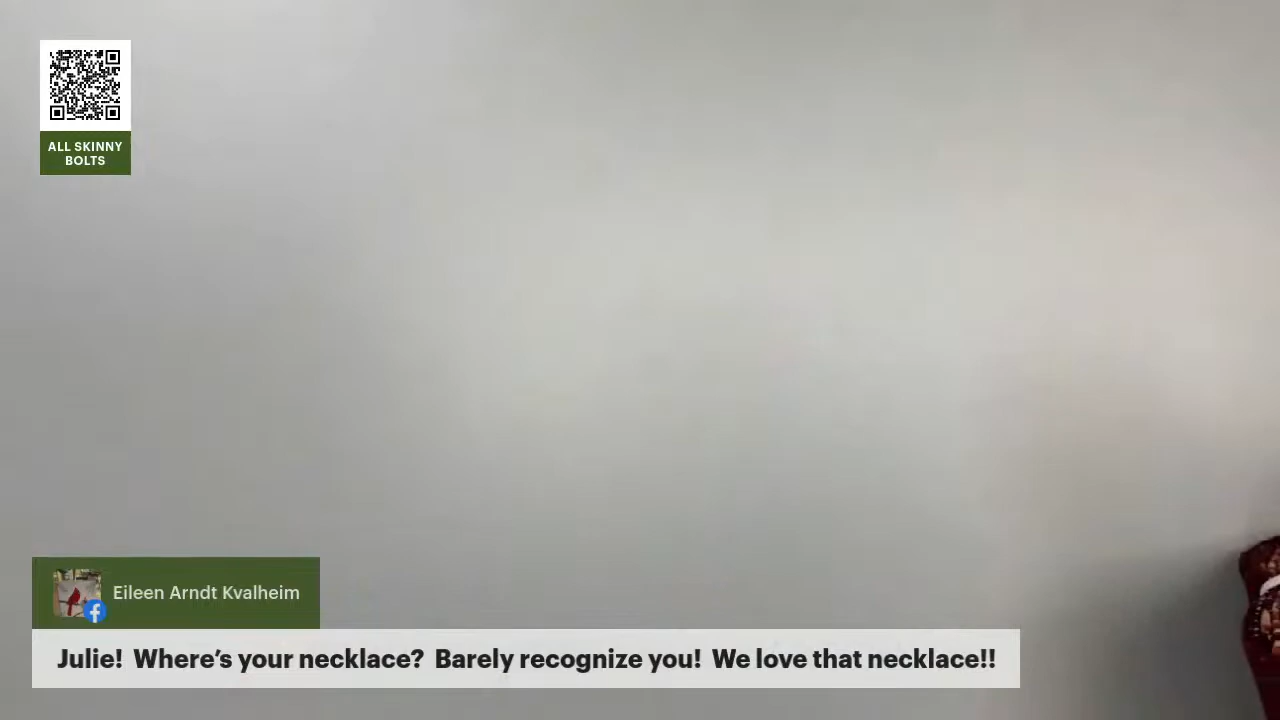 ALL SKINNY
BOLTS
Eileen Arndt Kvalheim
Julie!  Where’s your necklace?  Barely recognize you!  We love that necklace!!